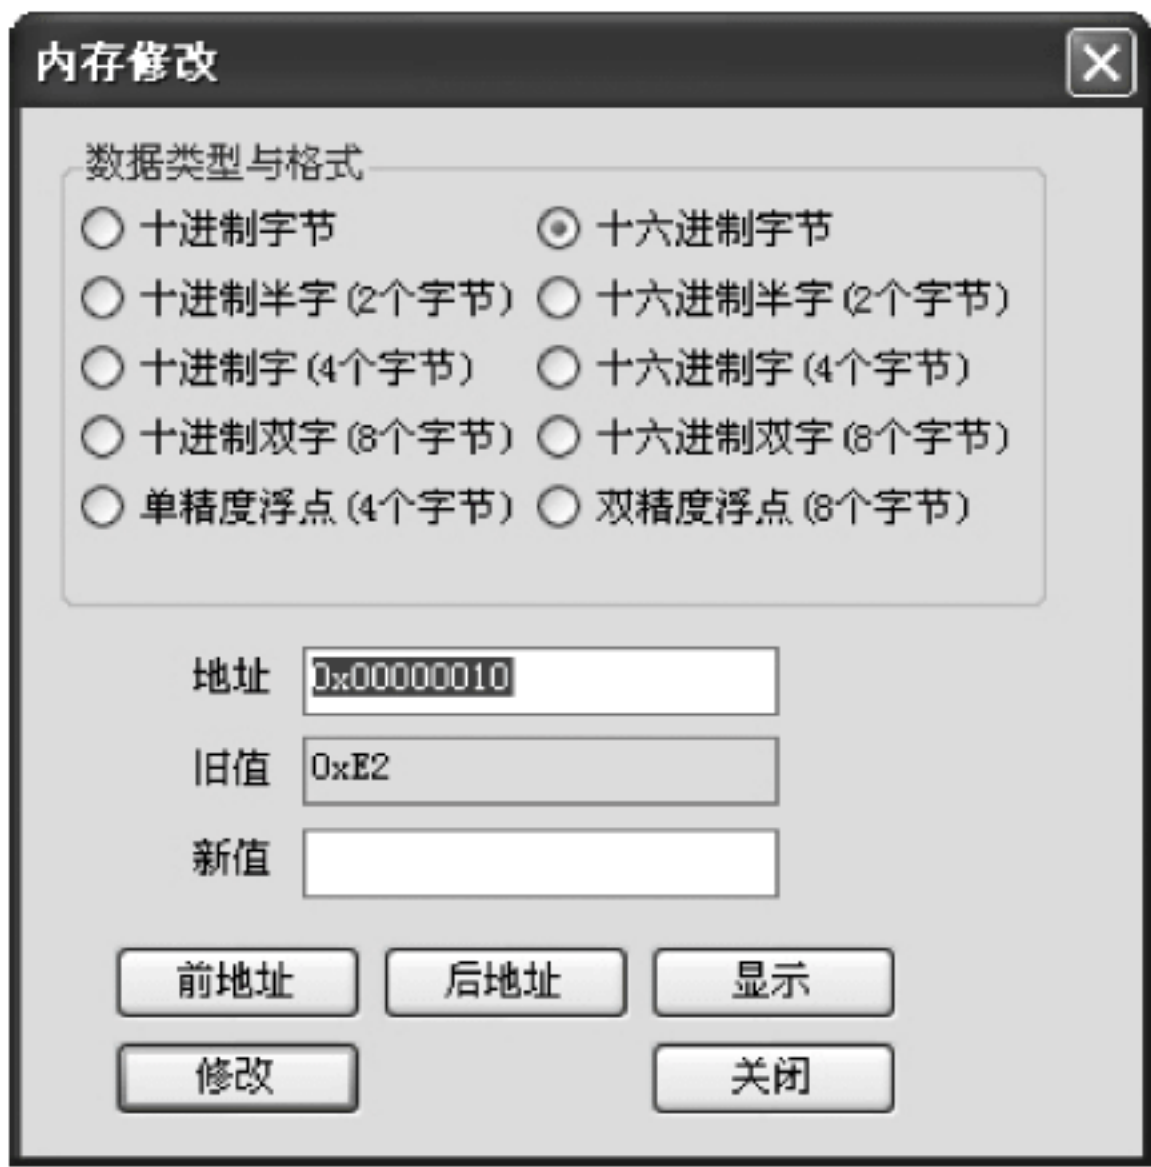 内存修改
数据类型与格式
十进制字节 十六进制字节
十进制半字(2个字节) 十六进制半字(2个字节)
十进制字(4个字节) 十六进制字(4个字节)
十进制双字(8个字节) 十六进制双字(8个字节)
单精度浮点(4个字节) 双精度浮点(8个字节)
地址 0x00000010
旧值 0xE2
新值
前地址 后地址 显示
修改 关闭